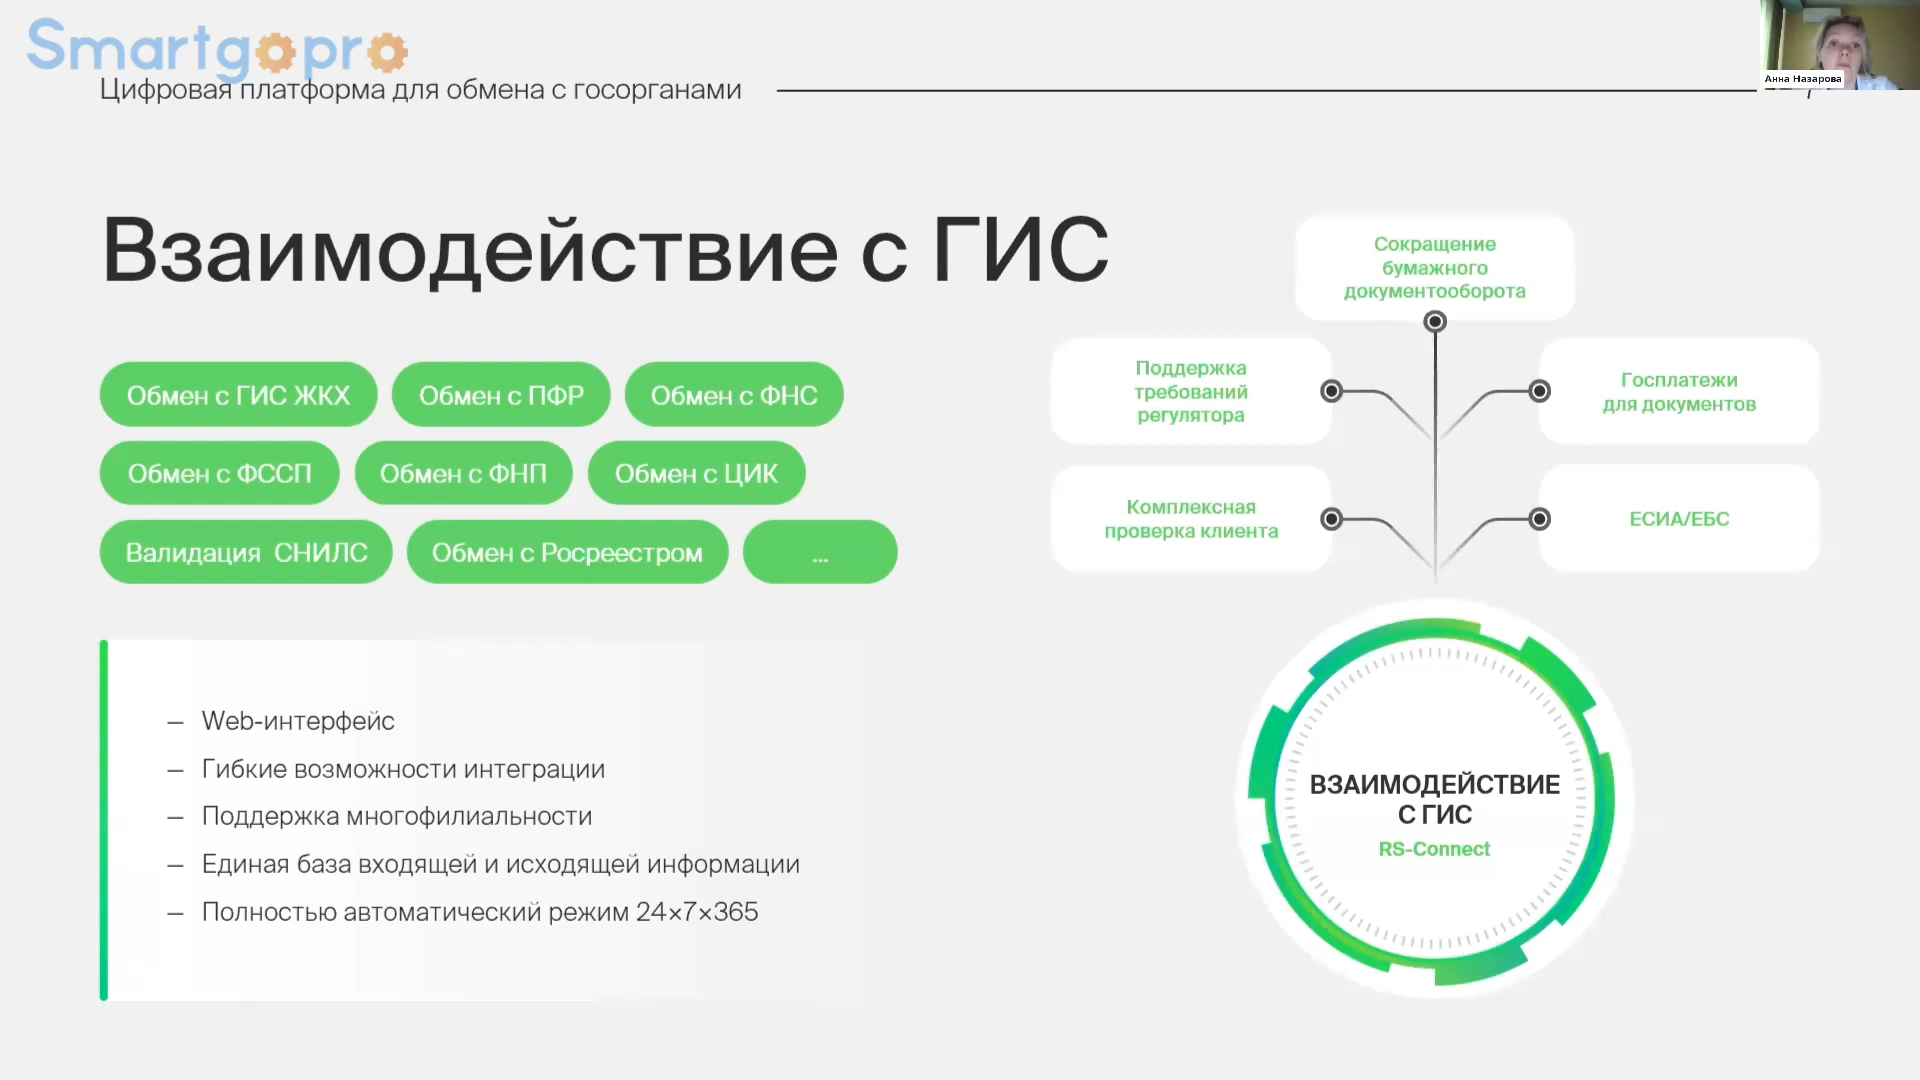 Smartgopro
Анна Назарова
Цифровая платформа для обмена с госорганами
Взаимодействие с ГИС
Обмен с ГИС ЖКХ
Обмен с ПФР
Обмен с ФНС
Обмен с ФССП
Обмен с ФНП
Обмен с ЦИК
Валидация СНИЛС
Обмен с Росреестром
...
— Web-интерфейс
— Гибкие возможности интеграции
— Поддержка многофилиальности
— Единая база входящей и исходящей информации
— Полностью автоматический режим 24×7×365
Сокращение
бумажного
документооборота
Поддержка
требований
регулятора
Госплатежи
для документов
Комплексная
проверка клиента
ЕСИА/ЕБС
ВЗАИМОДЕЙСТВИЕ
С ГИС
RS-Connect